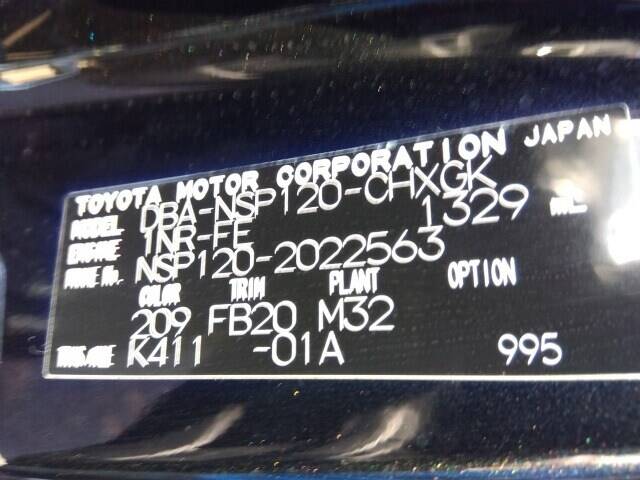 TOYOTA MOTOR CORPORATION JAPAN
MODEL DBA-NSP120-CHXGK
ENGINE 1NR-FE 1329 mL
FRAME No. NSP120-2022563
COLOR TRIM PLANT OPTION
209 FB20 M32
TRANS./AXLE K411 -01A 995